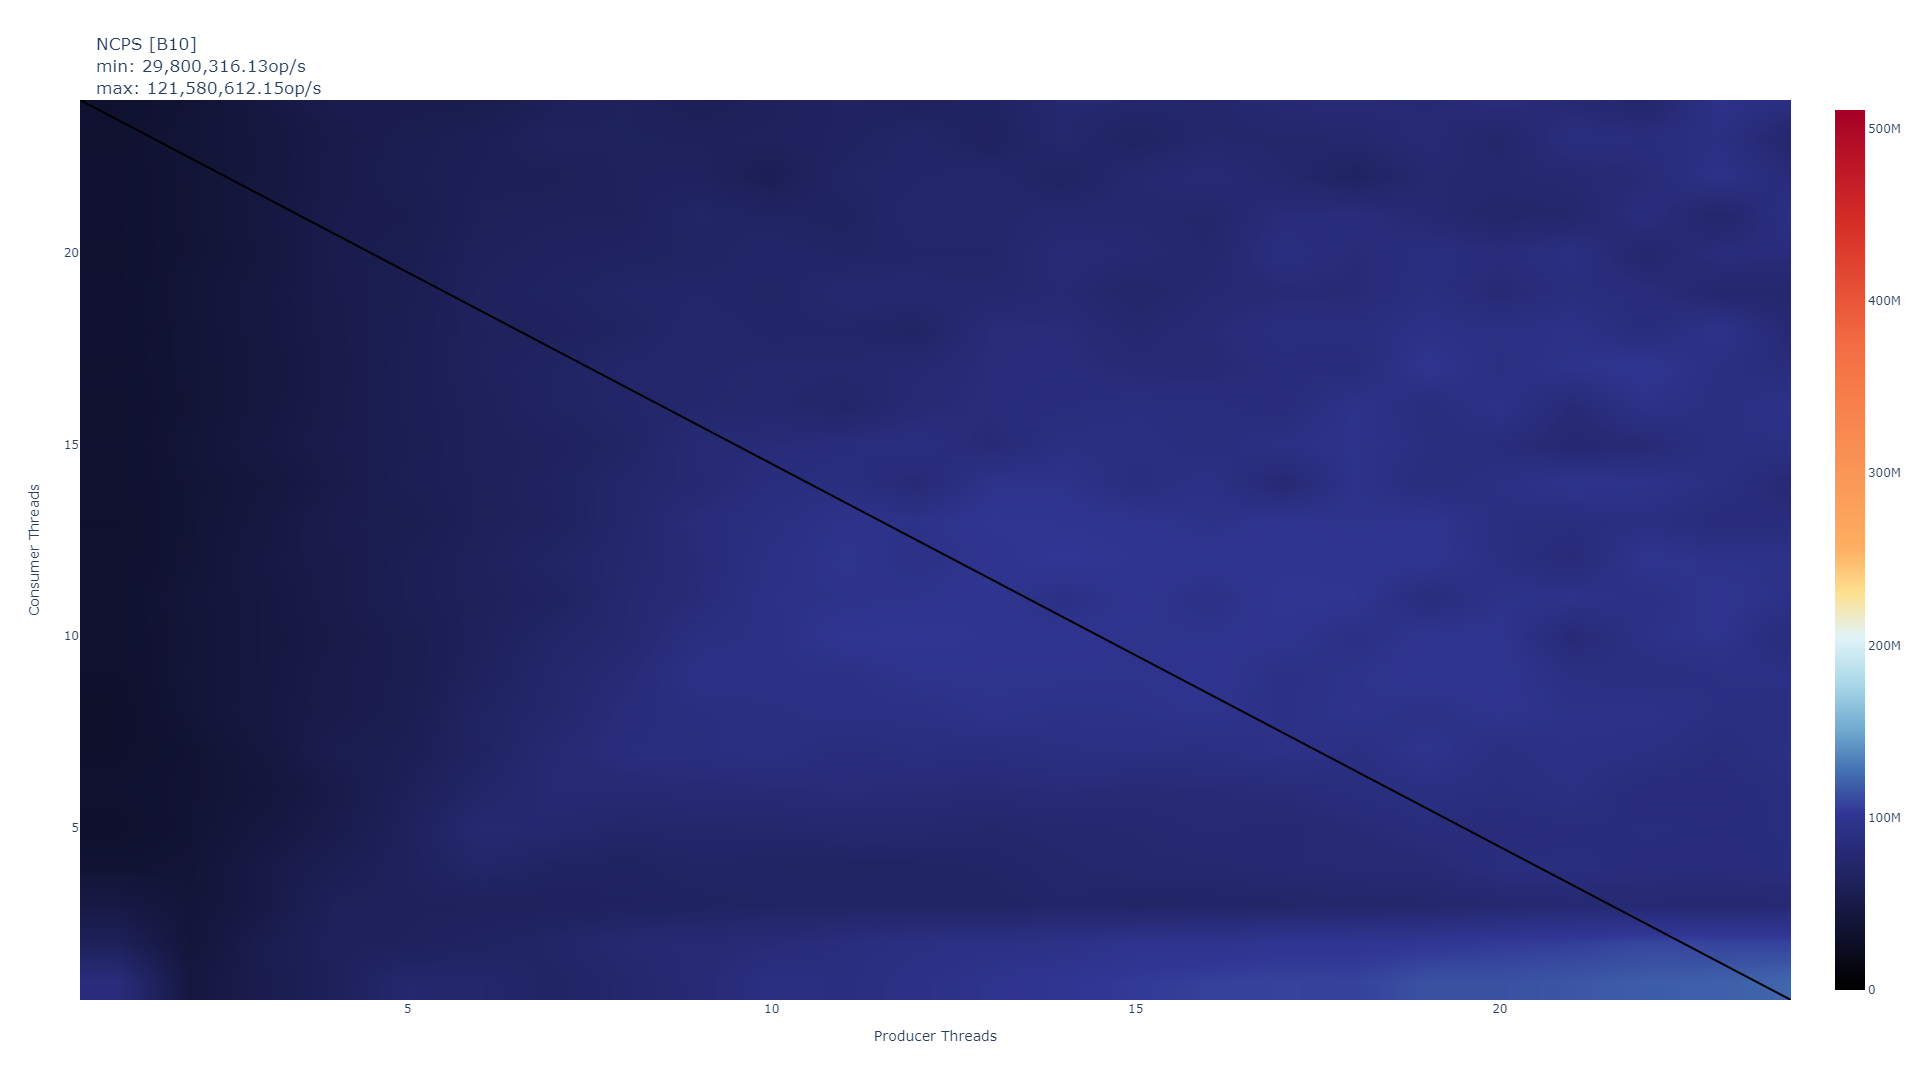 NCPS [B10]
min: 29,800,316.13op/s
max: 121,580,612.15op/s
500M
400M
300M
200M
100M
0
20
15
10
5
Consumer Threads
5
10
15
20
Producer Threads